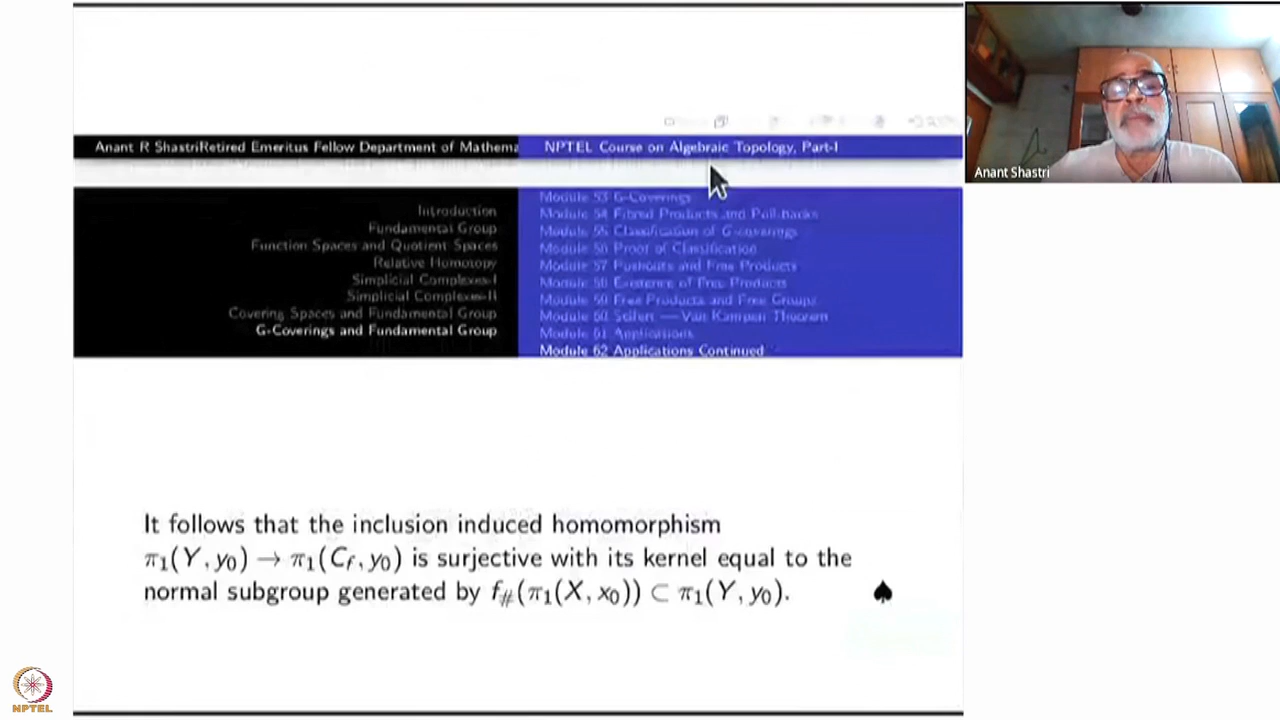 Anant R ShastriRetired Emeritus Fellow Department of Mathema
NPTEL Course on Algebraic Topology, Part-I
Introduction
Fundamental Group
Function Spaces and Quotient Spaces
Relative Homotopy
Simplicial Complexes-I
Simplicial Complexes-II
Covering Spaces and Fundamental Group
G-Coverings and Fundamental Group
Module 53 G-Coverings
Module 54 Fibred Products and Pull-backs
Module 55 Classification of G-coverings
Module 56 Proof of Classification
Module 57 Pushouts and Free Products
Module 58 Existence of Free Products
Module 59 Free Products and Free Groups
Module 60 Seifert — Van Kampen Theorem
Module 61 Applications
Module 62 Applications Continued
It follows that the inclusion induced homomorphism
π₁(Y, y₀) → π₁(C_f, y₀) is surjective with its kernel equal to the
normal subgroup generated by f_#(π₁(X, x₀)) ⊂ π₁(Y, y₀). ♠
Anant Shastri
NPTEL